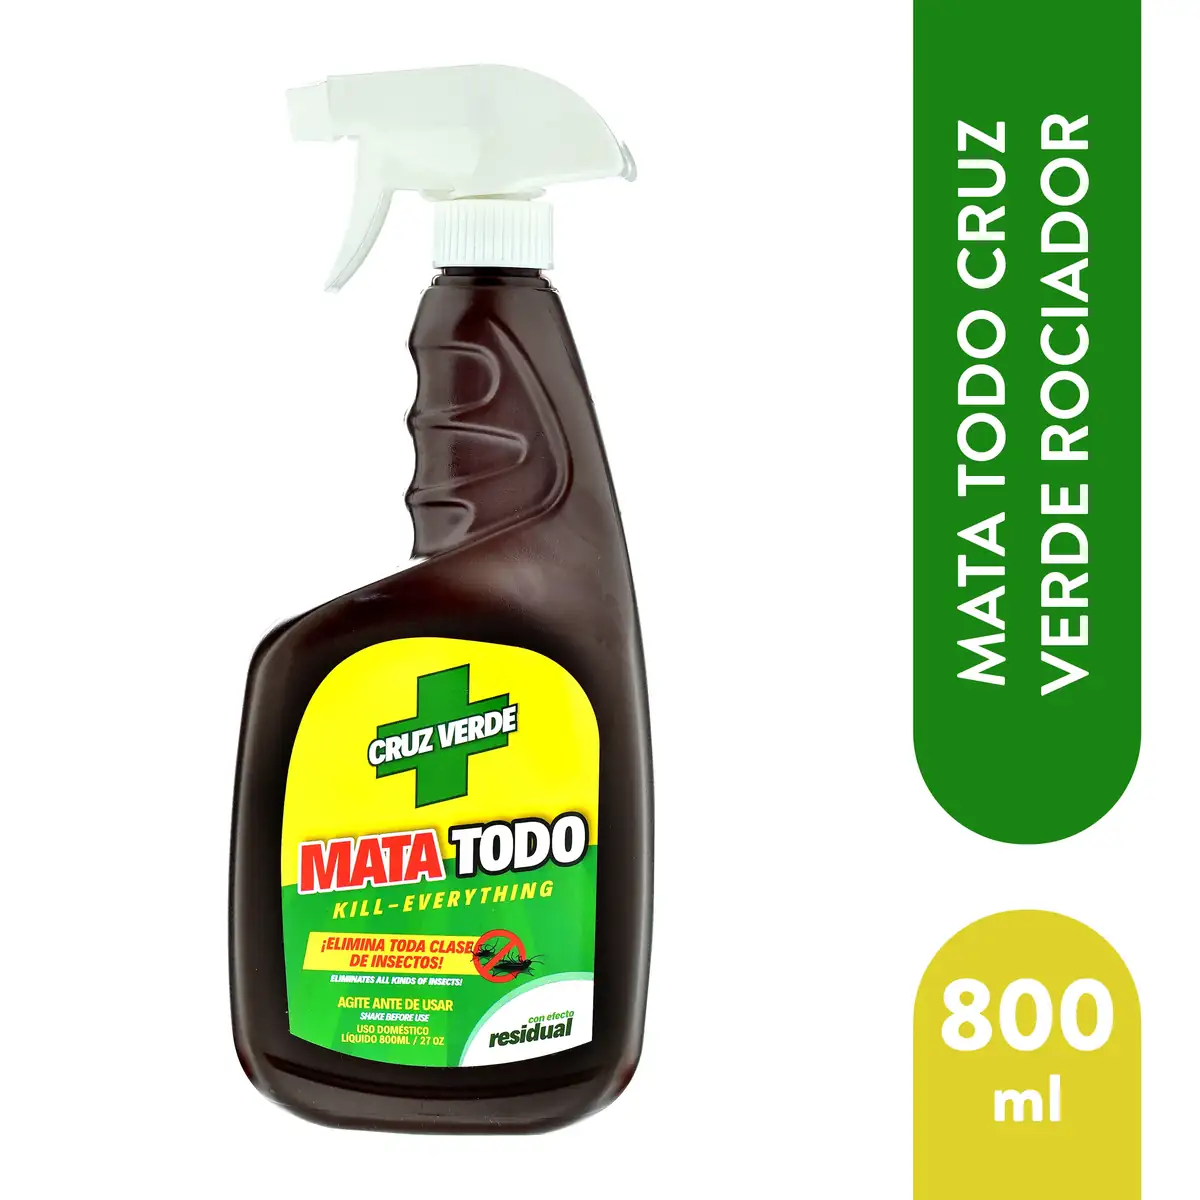 CRUZ VERDE
MATA TODO
KILL-EVERYTHING
¡ELIMINA TODA CLASE
DE INSECTOS!
ELIMINATES ALL KINDS OF INSECTS!
AGITE ANTE DE USAR
SHAKE BEFORE USE
USO DOMÉSTICO
LÍQUIDO 800ML / 27 OZ
con efecto
residual
MATA TODO CRUZ
VERDE ROCIADOR
800
ml